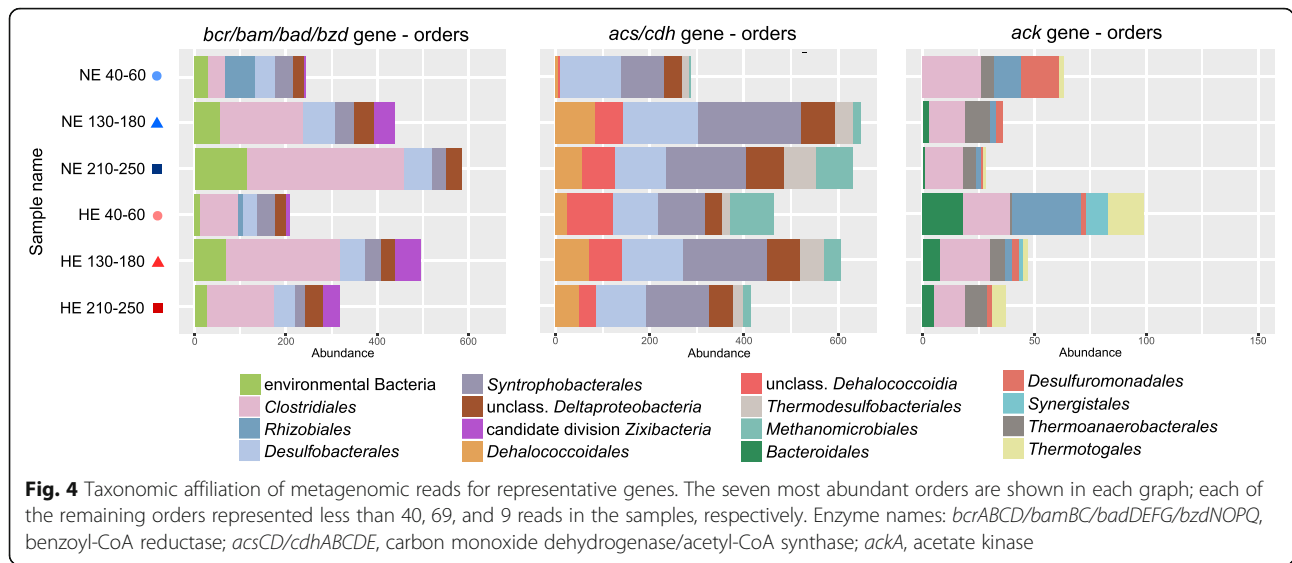 bcr/bam/bad/bzd gene - orders
acs/cdh gene - orders
ack gene - orders
Sample name
NE 40-60
NE 130-180
NE 210-250
HE 40-60
HE 130-180
HE 210-250
0 200 400 600
Abundance
0 200 400 600
Abundance
0 50 100 150
Abundance
environmental Bacteria
Clostridiales
Rhizobiales
Desulfobacterales
Syntrophobacterales
unclass. Deltaproteobacteria
candidate division Zixibacteria
Dehalococcoidales
unclass. Dehalococcoidia
Thermodesulfobacteriales
Methanomicrobiales
Bacteroidales
Desulfuromonadales
Synergistales
Thermoanaerobacterales
Thermotogales
Fig. 4 Taxonomic affiliation of metagenomic reads for representative genes. The seven most abundant orders are shown in each graph; each of
the remaining orders represented less than 40, 69, and 9 reads in the samples, respectively. Enzyme names: bcrABCD/bamBC/badDEFG/bzdNOPQ,
benzoyl-CoA reductase; acsCD/cdhABCDE, carbon monoxide dehydrogenase/acetyl-CoA synthase; ackA, acetate kinase